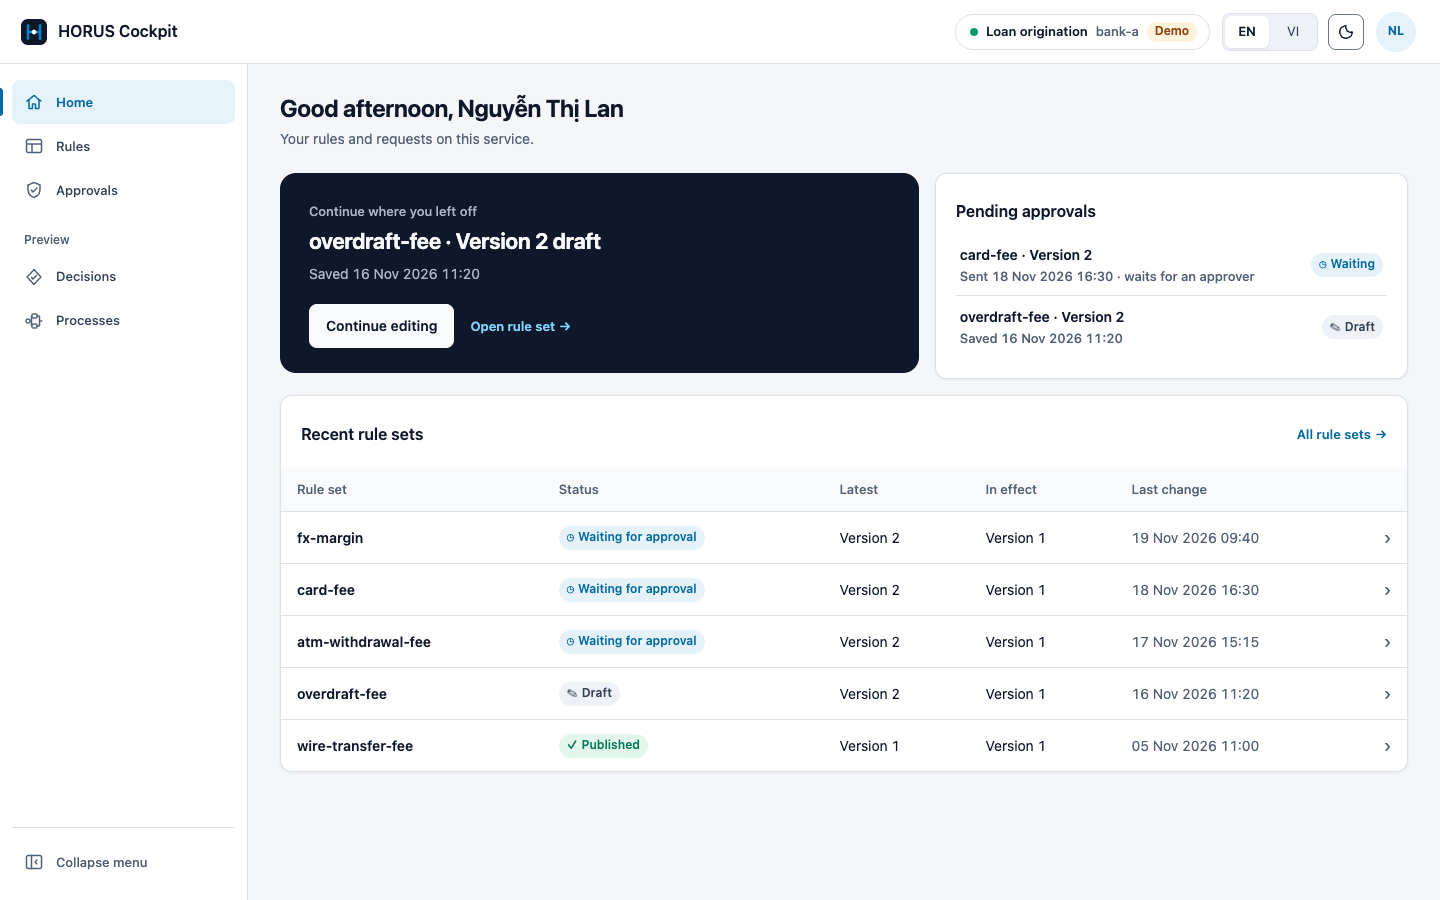 HORUS Cockpit
Loan origination bank-a Demo
EN VI
NL
Home
Rules
Approvals
Preview
Decisions
Processes
Collapse menu
Good afternoon, Nguyễn Thị Lan
Your rules and requests on this service.
Continue where you left off
overdraft-fee · Version 2 draft
Saved 16 Nov 2026 11:20
Continue editing Open rule set →
Pending approvals
card-fee · Version 2
Sent 18 Nov 2026 16:30 · waits for an approver
Waiting
overdraft-fee · Version 2
Saved 16 Nov 2026 11:20
Draft
Recent rule sets All rule sets →
Rule set Status Latest In effect Last change
fx-margin Waiting for approval Version 2 Version 1 19 Nov 2026 09:40
card-fee Waiting for approval Version 2 Version 1 18 Nov 2026 16:30
atm-withdrawal-fee Waiting for approval Version 2 Version 1 17 Nov 2026 15:15
overdraft-fee Draft Version 2 Version 1 16 Nov 2026 11:20
wire-transfer-fee Published Version 1 Version 1 05 Nov 2026 11:00